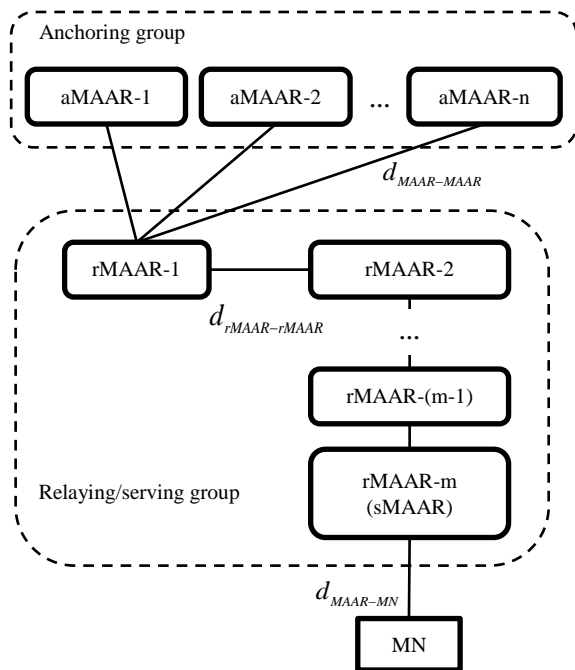 Anchoring group
aMAAR-1
aMAAR-2
...
aMAAR-n
d_{MAAR–MAAR}
rMAAR-1
rMAAR-2
d_{rMAAR–rMAAR}
...
rMAAR-(m-1)
Relaying/serving group
rMAAR-m
(sMAAR)
d_{MAAR–MN}
MN